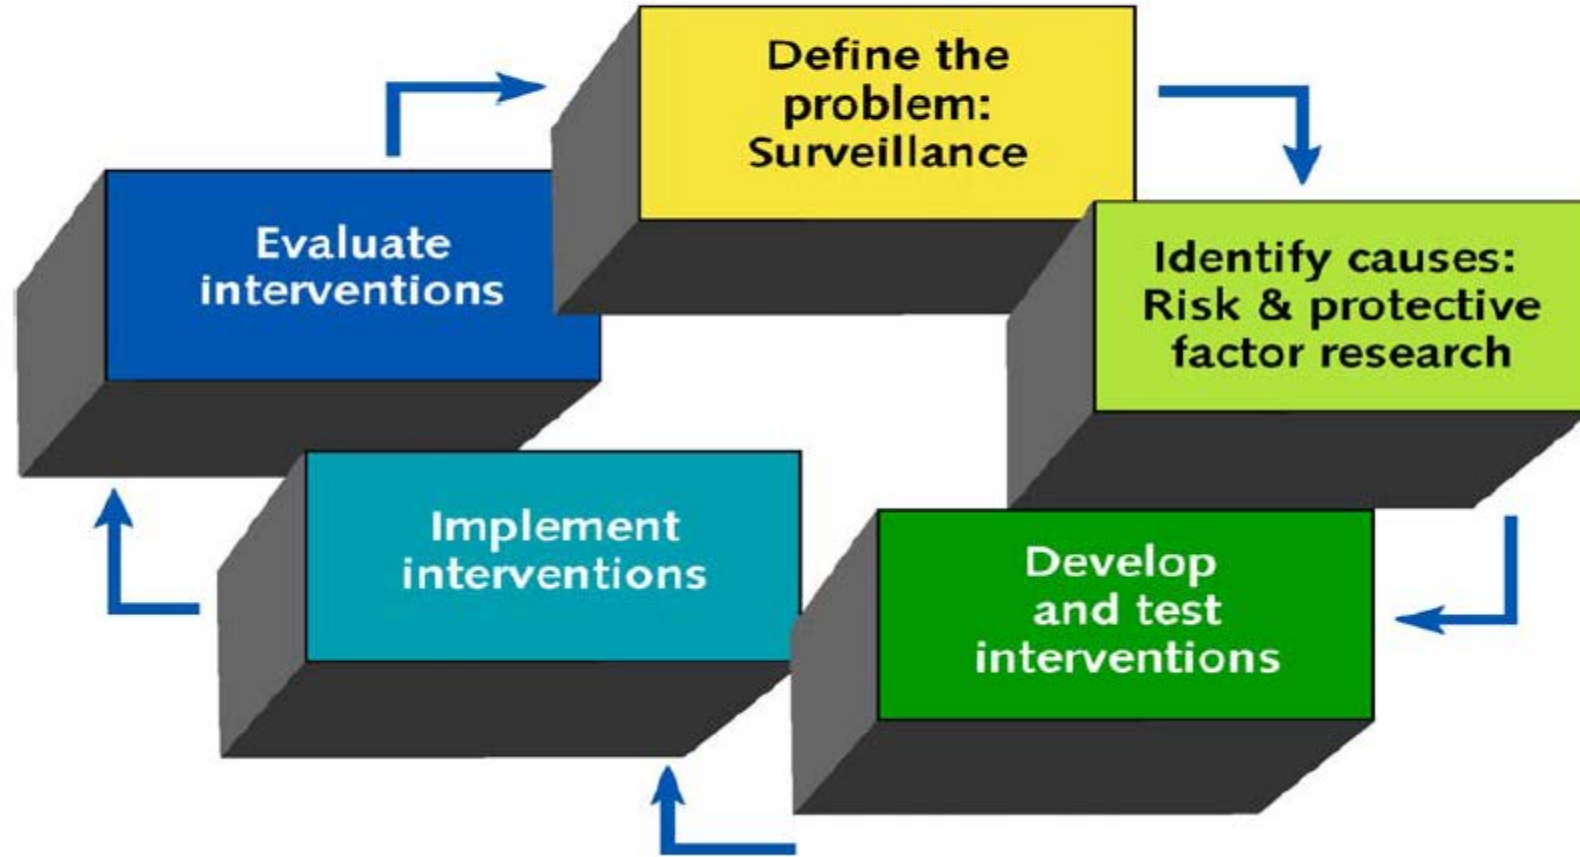 Define the
problem:
Surveillance
Identify causes:
Risk & protective
factor research
Develop
and test
interventions
Implement
interventions
Evaluate
interventions